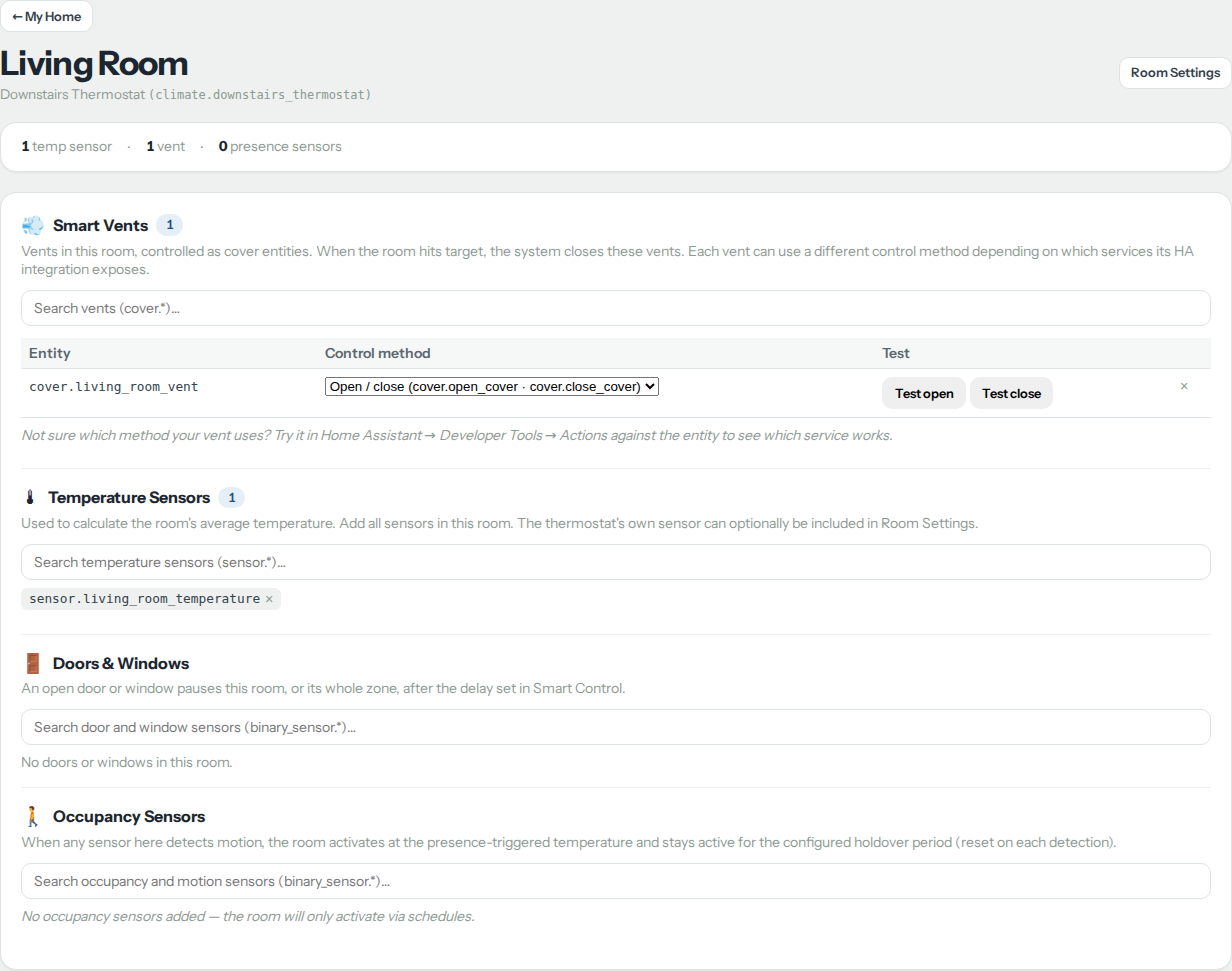 ← My Home
Living Room
Downstairs Thermostat (climate.downstairs_thermostat)
Room Settings
1 temp sensor · 1 vent · 0 presence sensors
Smart Vents 1
Vents in this room, controlled as cover entities. When the room hits target, the system closes these vents. Each vent can use a different control method depending on which services its HA
integration exposes.
Search vents (cover.*)...
Entity Control method Test
cover.living_room_vent Open / close (cover.open_cover · cover.close_cover) Test open Test close ×
Not sure which method your vent uses? Try it in Home Assistant → Developer Tools → Actions against the entity to see which service works.
Temperature Sensors 1
Used to calculate the room's average temperature. Add all sensors in this room. The thermostat's own sensor can optionally be included in Room Settings.
Search temperature sensors (sensor.*)...
sensor.living_room_temperature ×
Doors & Windows
An open door or window pauses this room, or its whole zone, after the delay set in Smart Control.
Search door and window sensors (binary_sensor.*)...
No doors or windows in this room.
Occupancy Sensors
When any sensor here detects motion, the room activates at the presence-triggered temperature and stays active for the configured holdover period (reset on each detection).
Search occupancy and motion sensors (binary_sensor.*)...
No occupancy sensors added — the room will only activate via schedules.